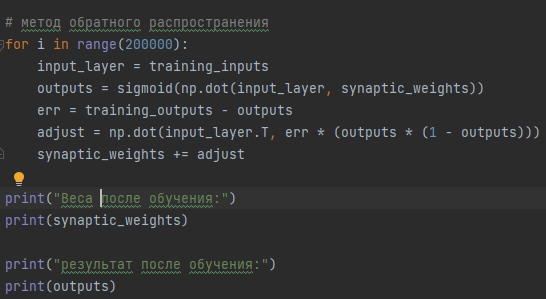 # метод обратного распространения
for i in range(200000):
    input_layer = training_inputs
    outputs = sigmoid(np.dot(input_layer, synaptic_weights))
    err = training_outputs - outputs
    adjust = np.dot(input_layer.T, err * (outputs * (1 - outputs)))
    synaptic_weights += adjust
print("Веса после обучения:")
print(synaptic_weights)
print("результат после обучения:")
print(outputs)